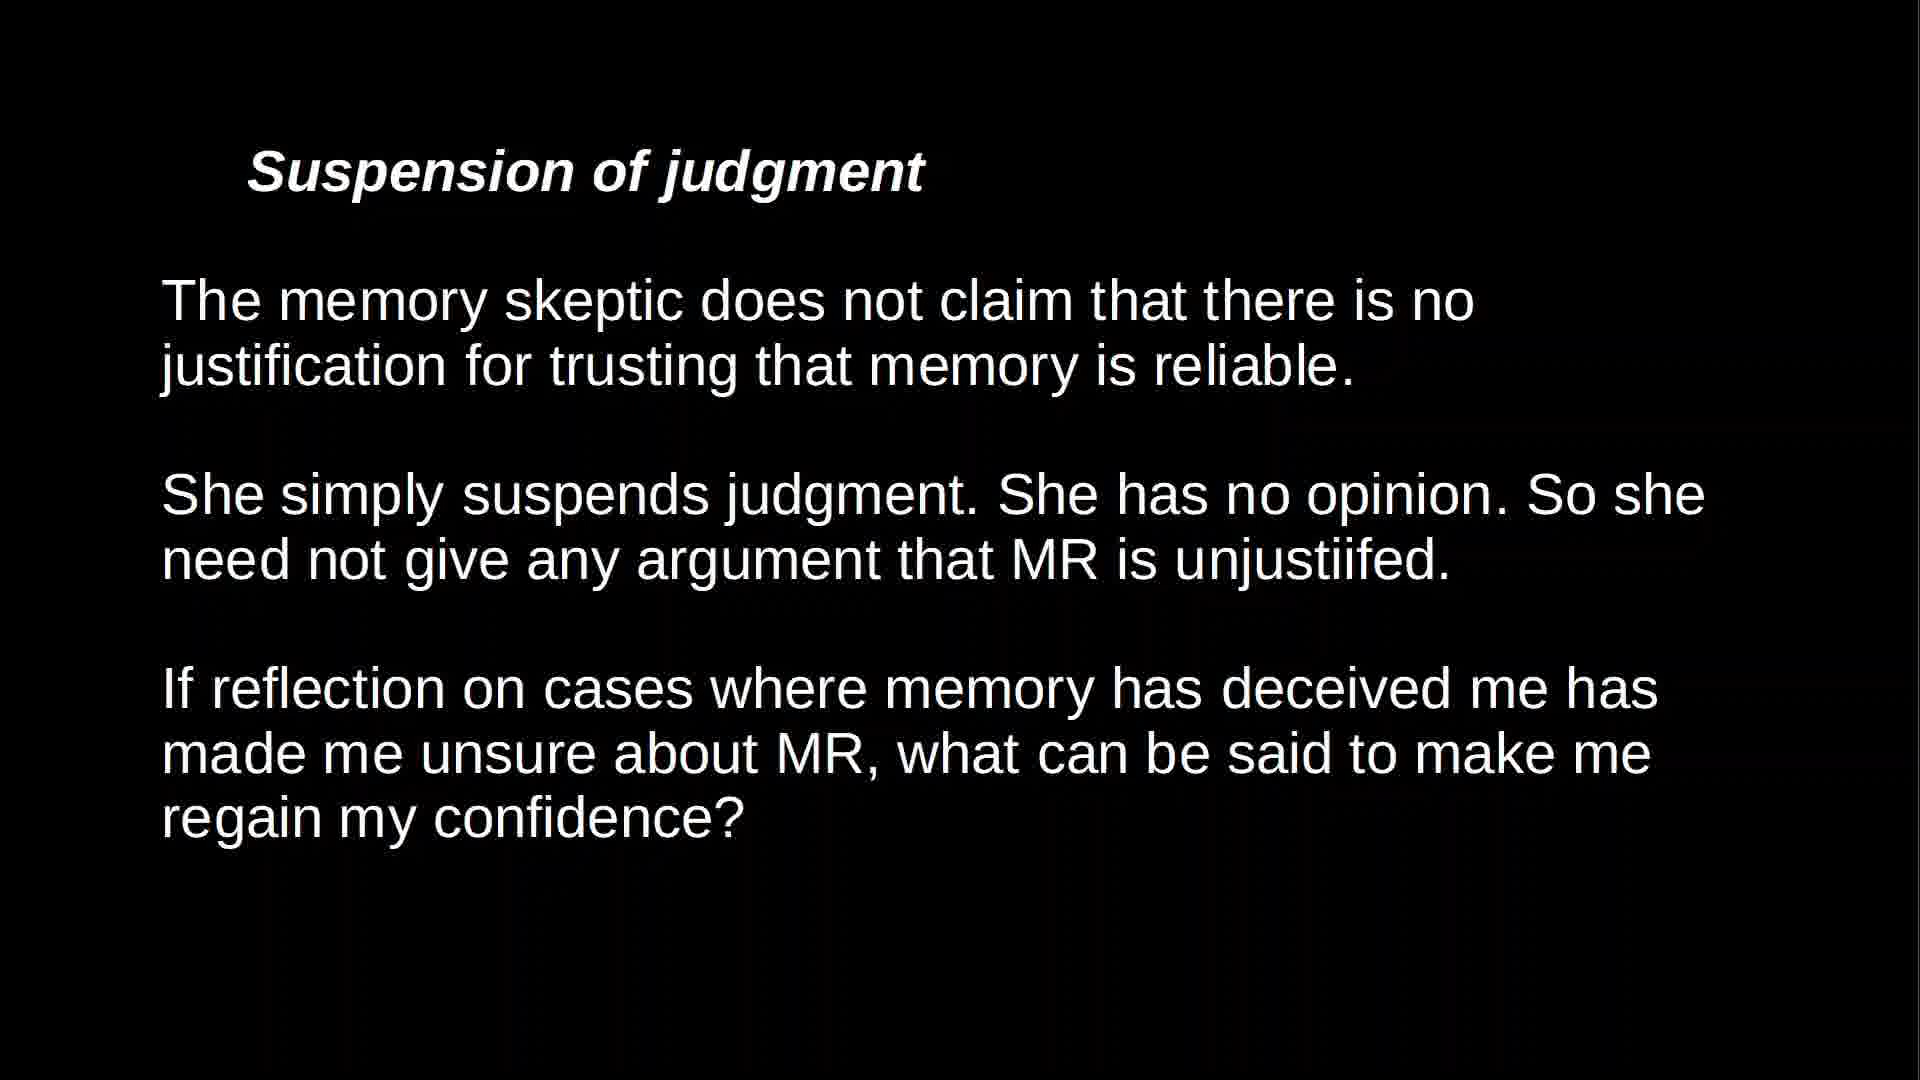 Suspension of judgment
The memory skeptic does not claim that there is no
justification for trusting that memory is reliable.
She simply suspends judgment. She has no opinion. So she
need not give any argument that MR is unjustiifed.
If reflection on cases where memory has deceived me has
made me unsure about MR, what can be said to make me
regain my confidence?